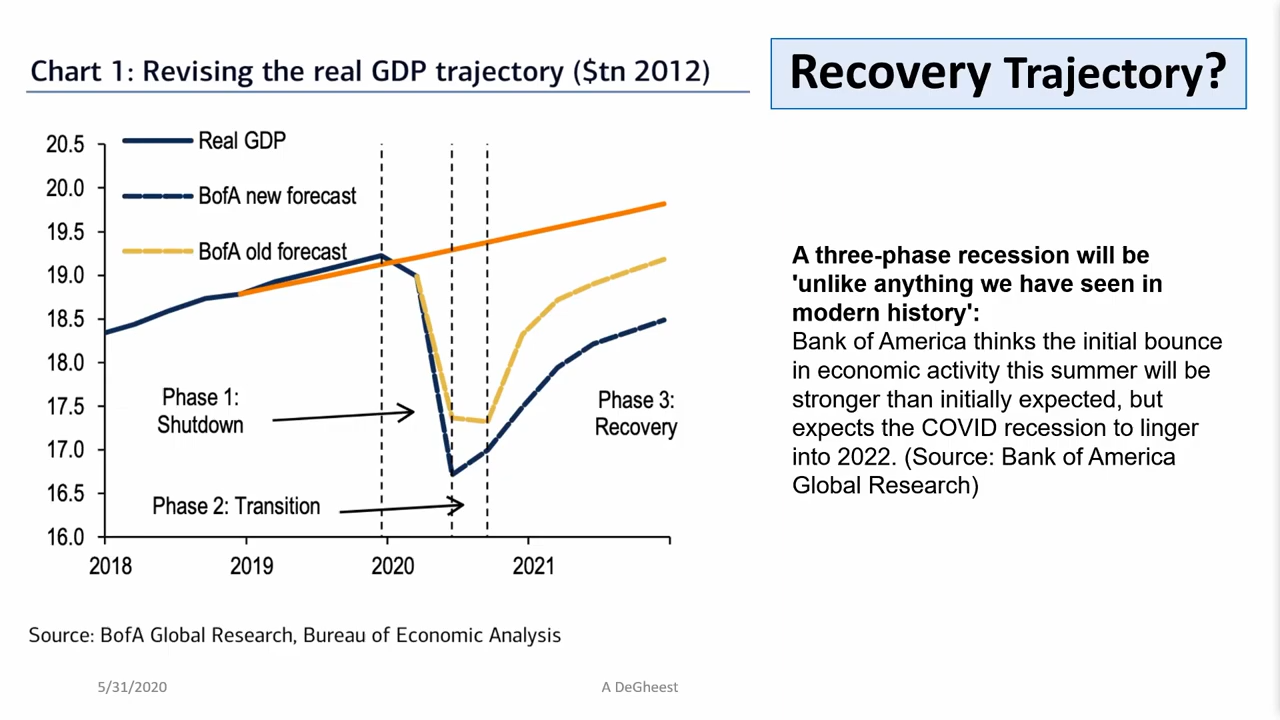 Chart 1: Revising the real GDP trajectory ($tn 2012)
Recovery Trajectory?
20.5
20.0
19.5
19.0
18.5
18.0
17.5
17.0
16.5
16.0
Real GDP
BofA new forecast
BofA old forecast
Phase 1:
Shutdown
Phase 2: Transition
Phase 3:
Recovery
2018
2019
2020
2021
A three-phase recession will be
'unlike anything we have seen in
modern history':
Bank of America thinks the initial bounce
in economic activity this summer will be
stronger than initially expected, but
expects the COVID recession to linger
into 2022. (Source: Bank of America
Global Research)
Source: BofA Global Research, Bureau of Economic Analysis
5/31/2020
A DeGheest